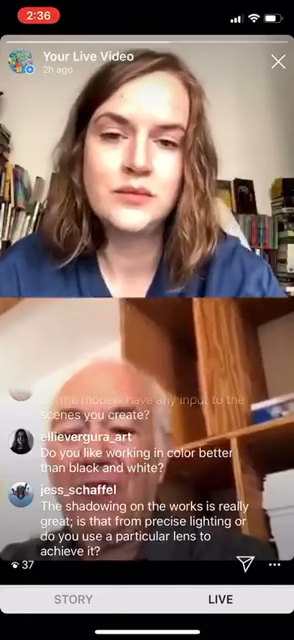 2:36
Your Live Video
2h ago
the models have any input to the
scenes you create?
ellievergura_art
Do you like working in color better
than black and white?
jess_schaffel
The shadowing on the works is really
great; is that from precise lighting or
do you use a particular lens to
achieve it?
37
STORY
LIVE